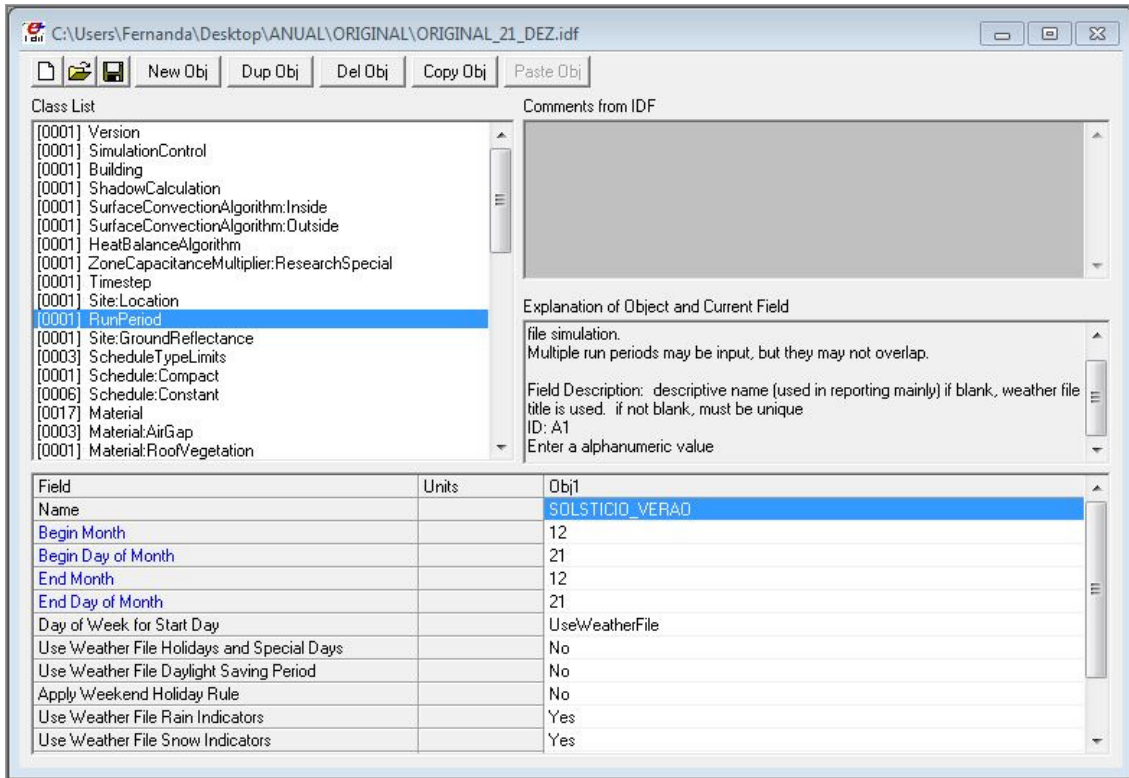 C:\Users\Fernanda\Desktop\ANUAL\ORIGINAL\ORIGINAL_21_DEZ.idf
New Obj Dup Obj Del Obj Copy Obj Paste Obj
Class List
[0001] Version
[0001] SimulationControl
[0001] Building
[0001] ShadowCalculation
[0001] SurfaceConvectionAlgorithm:Inside
[0001] SurfaceConvectionAlgorithm:Outside
[0001] HeatBalanceAlgorithm
[0001] ZoneCapacitanceMultiplier:ResearchSpecial
[0001] Timestep
[0001] Site:Location
[0001] RunPeriod
[0001] Site:GroundReflectance
[0003] ScheduleTypeLimits
[0001] Schedule:Compact
[0006] Schedule:Constant
[0017] Material
[0003] Material:AirGap
[0001] Material:RoofVegetation
Comments from IDF
Explanation of Object and Current Field
file simulation.
Multiple run periods may be input, but they may not overlap.
Field Description: descriptive name (used in reporting mainly) if blank, weather file
title is used. if not blank, must be unique
ID: A1
Enter a alphanumeric value
Field Units Obj1
Name SOLSTICIO_VERAO
Begin Month 12
Begin Day of Month 21
End Month 12
End Day of Month 21
Day of Week for Start Day UseWeatherFile
Use Weather File Holidays and Special Days No
Use Weather File Daylight Saving Period No
Apply Weekend Holiday Rule No
Use Weather File Rain Indicators Yes
Use Weather File Snow Indicators Yes